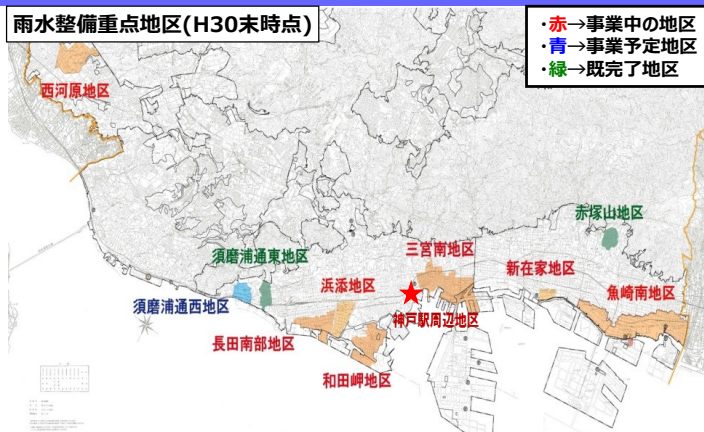 雨水整備重点地区(H30末時点)
・赤→事業中の地区
・青→事業予定地区
・緑→既完了地区
西河原地区
赤塚山地区
須磨浦通東地区
三宮南地区
新在家地区
浜添地区
魚崎南地区
須磨浦通西地区
神戸駅周辺地区
長田南部地区
和田岬地区